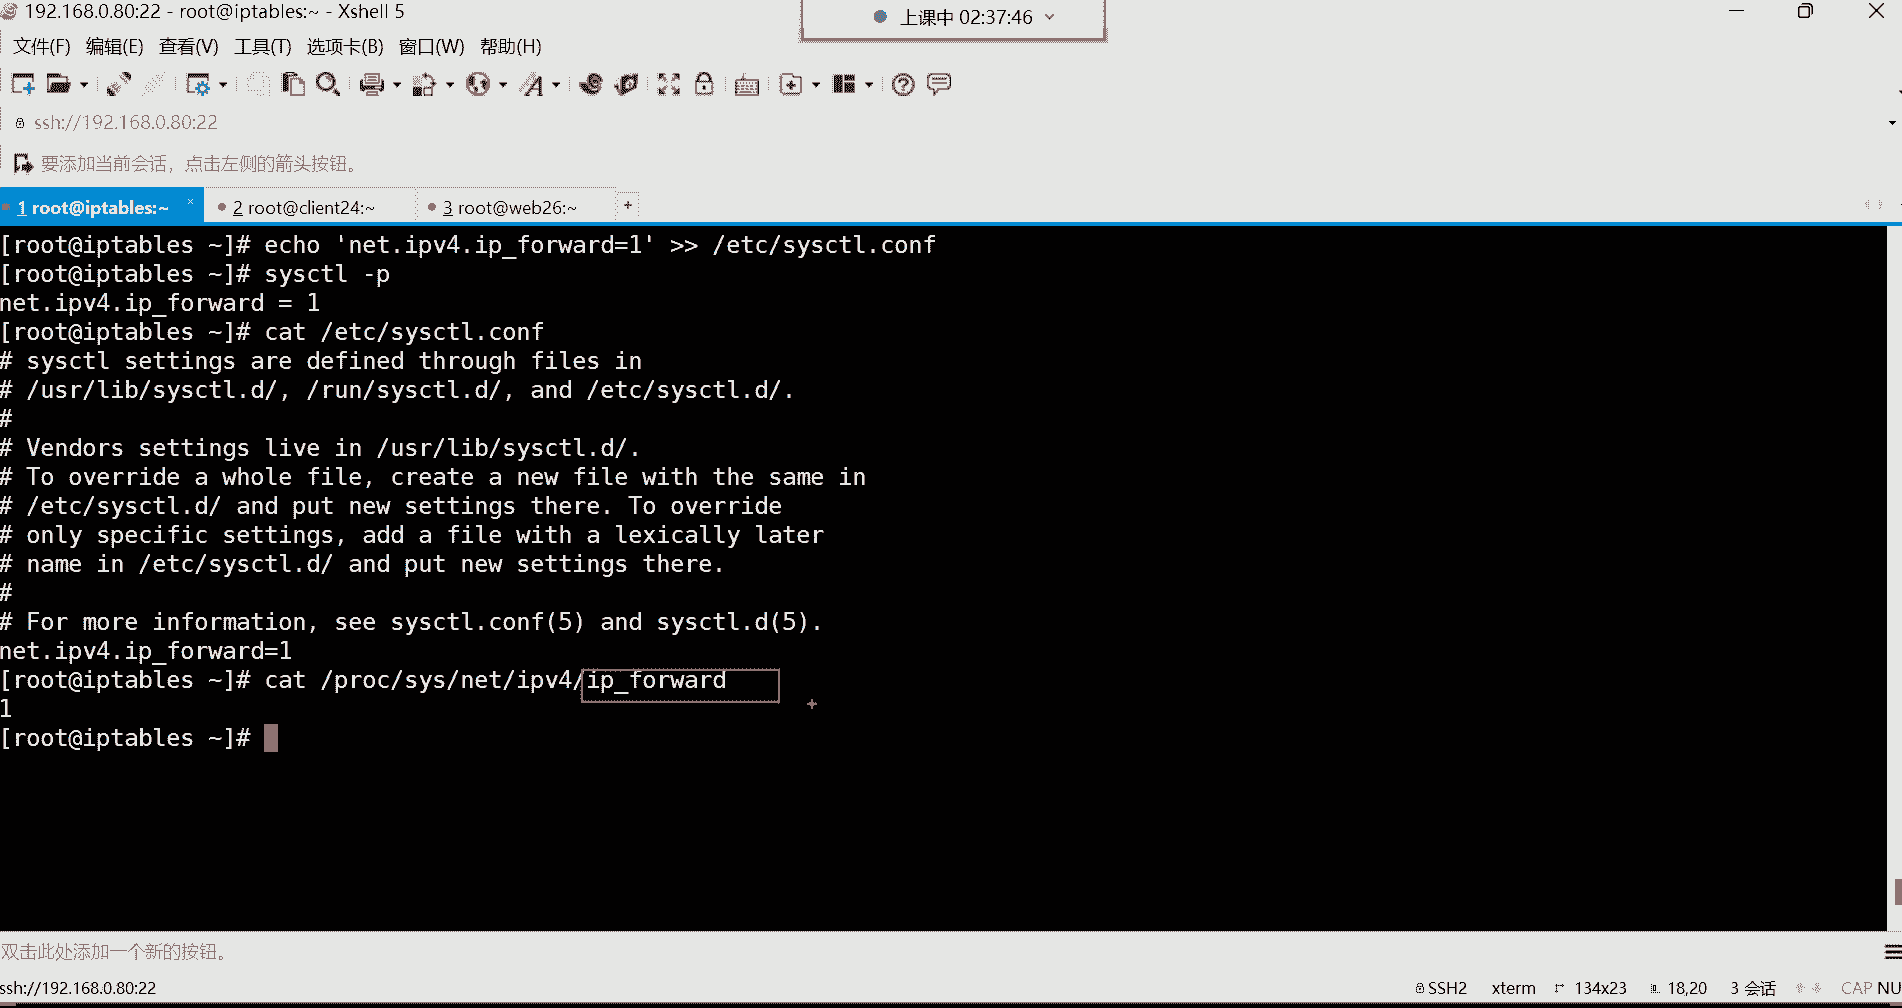 192.168.0.80:22 - root@iptables:~ - Xshell 5
上课中 02:37:46
文件(F) 编辑(E) 查看(V) 工具(T) 选项卡(B) 窗口(W) 帮助(H)
ssh://192.168.0.80:22
要添加当前会话，点击左侧的箭头按钮。
1 root@iptables:~ × 2 root@client24:~ 3 root@web26:~ +
[root@iptables ~]# echo 'net.ipv4.ip_forward=1' >> /etc/sysctl.conf
[root@iptables ~]# sysctl -p
net.ipv4.ip_forward = 1
[root@iptables ~]# cat /etc/sysctl.conf
# sysctl settings are defined through files in
# /usr/lib/sysctl.d/, /run/sysctl.d/, and /etc/sysctl.d/.
#
# Vendors settings live in /usr/lib/sysctl.d/.
# To override a whole file, create a new file with the same in
# /etc/sysctl.d/ and put new settings there. To override
# only specific settings, add a file with a lexically later
# name in /etc/sysctl.d/ and put new settings there.
#
# For more information, see sysctl.conf(5) and sysctl.d(5).
net.ipv4.ip_forward=1
[root@iptables ~]# cat /proc/sys/net/ipv4/ip_forward
1
[root@iptables ~]#
双击此处添加一个新的按钮。
ssh://192.168.0.80:22 SSH2 xterm 134x23 18,20 3 会话 CAP NU